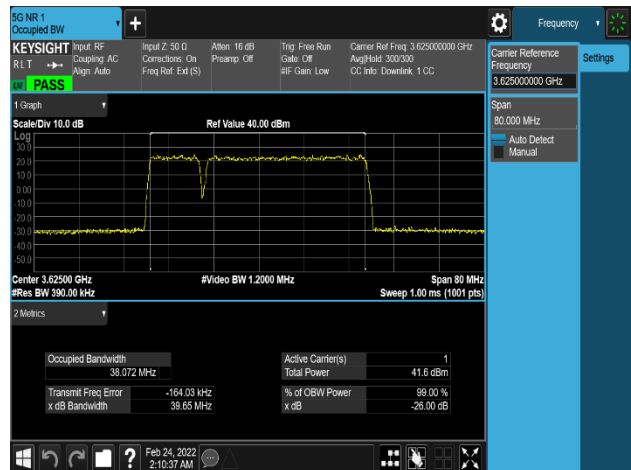 5G NR 1
Occupied BW
Frequency
KEYSIGHT
R L T
PASS
Input: RF
Coupling: AC
Align: Auto
Input Z: 50 Ω
Corrections: On
Freq Ref: Ext (S)
Atten: 16 dB
Preamp: Off
Trig: Free Run
Gate: Off
#IF Gain: Low
Carrier Ref Freq: 3.625000000 GHz
Avg|Hold: 300/300
CC Info: Downlink, 1 CC
Carrier Reference
Frequency
3.625000000 GHz
Settings
Span
80.000 MHz
Auto Detect
Manual
1 Graph
Scale/Div 10.0 dB
Ref Value 40.00 dBm
Log
30.0
20.0
10.0
0.00
-10.0
-20.0
-30.0
-40.0
-50.0
Center 3.62500 GHz
#Video BW 1.2000 MHz
Span 80 MHz
#Res BW 390.00 kHz
Sweep 1.00 ms (1001 pts)
2 Metrics
Occupied Bandwidth
38.072 MHz
Active Carrier(s) 1
Total Power 41.6 dBm
Transmit Freq Error -164.03 kHz
x dB Bandwidth 39.65 MHz
% of OBW Power 99.00 %
x dB -26.00 dB
?
Feb 24, 2022
2:10:37 AM